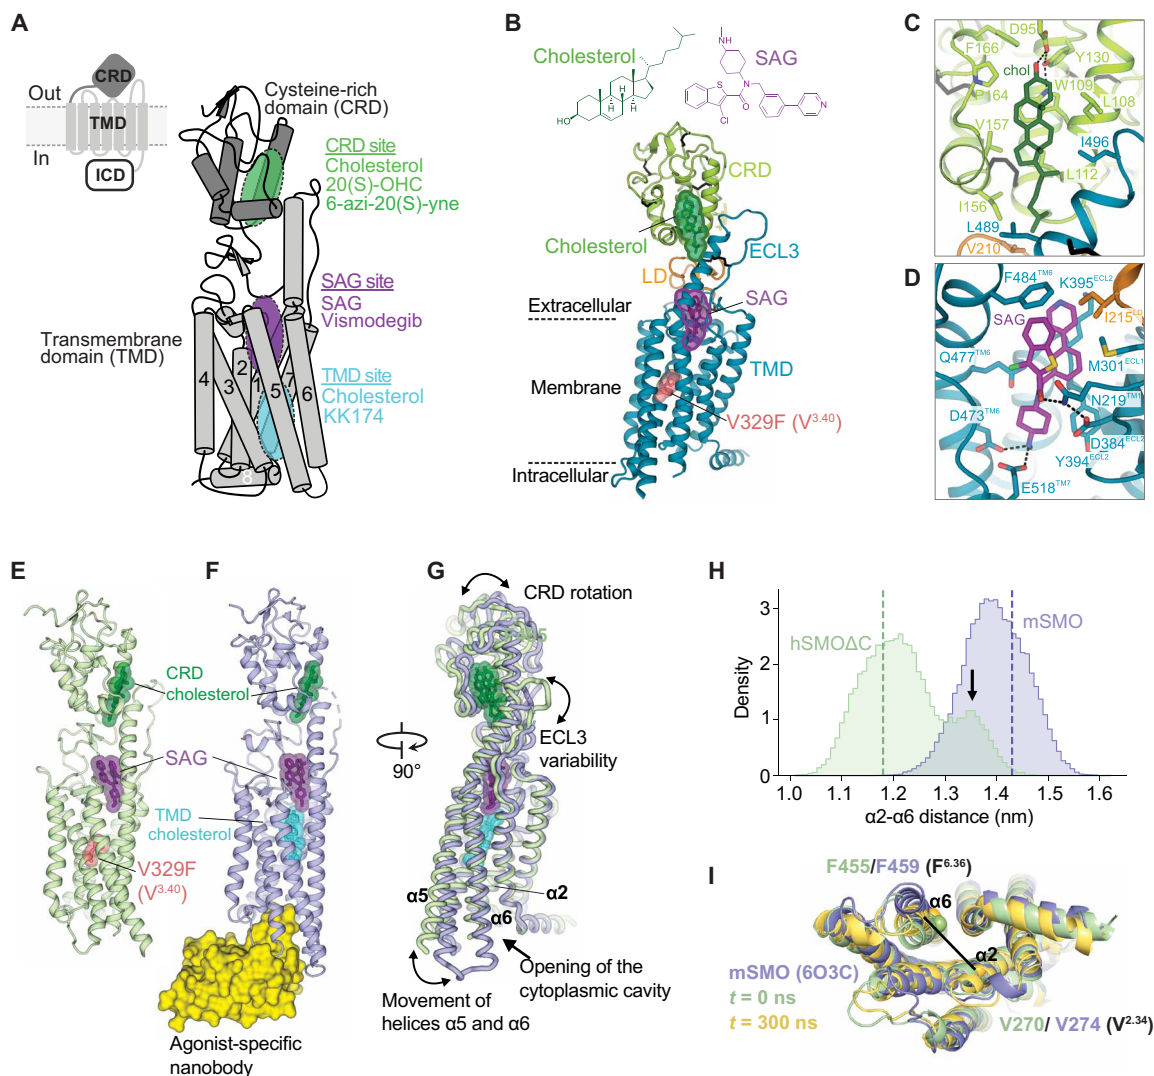 A
Out
CRD
TMD
In
ICD
Cysteine-rich
domain (CRD)
CRD site
Cholesterol
20(S)-OHC
6-azi-20(S)-yne
SAG site
SAG
Vismodegib
Transmembrane
domain (TMD)
TMD site
Cholesterol
KK174
4
3
2
1
5
7
6
8
B
Cholesterol
HO
H
H
H
SAG
NH
N
O
S
Cl
N
CRD
Cholesterol
ECL3
LD
Extracellular
SAG
TMD
Membrane
V329F (V3.40)
Intracellular
C
D95
F166
Y130
chol
P164
W109
L108
V157
I496
L112
I156
L489
V210
D
F484TM6
K395ECL2
I215LD
SAG
M301ECL1
Q477TM6
N219TM1
D473TM6
D384ECL2
Y394ECL2
E518TM7
E
F
CRD
cholesterol
SAG
TMD
cholesterol
V329F
(V3.40)
Agonist-specific
nanobody
G
CRD rotation
90°
ECL3
variability
α5
α2
α6
Opening of the
cytoplasmic cavity
Movement of
helices α5 and α6
H
hSMOΔC
mSMO
Density
3
2
1
0
1.0 1.1 1.2 1.3 1.4 1.5 1.6
α2-α6 distance (nm)
I
F455/F459 (F6.36)
α6
α2
mSMO (6O3C)
t = 0 ns
t = 300 ns
V270/ V274 (V2.34)